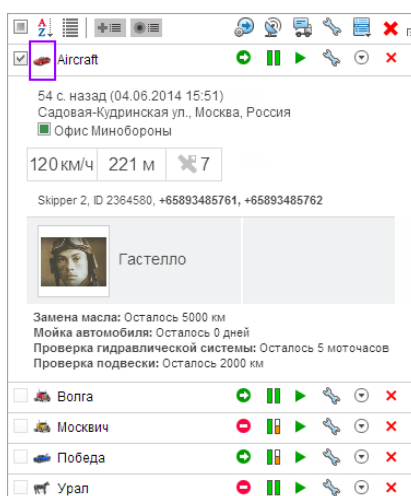 A
Z
Aircraft
54 с. назад (04.06.2014 15:51)
Садовая-Кудринская ул., Москва, Россия
Офис Минобороны
120 км/ч 221 м 7
Skipper 2, ID 2364580, +65893485761, +65893485762
Гастелло
Замена масла: Осталось 5000 км
Мойка автомобиля: Осталось 0 дней
Проверка гидравлической системы: Осталось 5 моточасов
Проверка подвески: Осталось 2000 км
Волга
Москвич
Победа
Урал